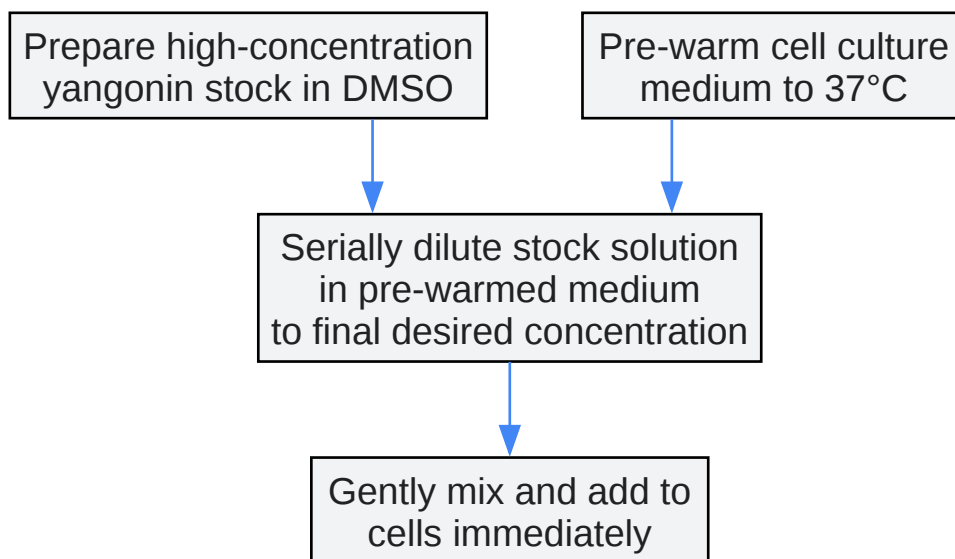 Prepare high-concentration
yangonin stock in DMSO
Pre-warm cell culture
medium to 37°C
Serially dilute stock solution
in pre-warmed medium
to final desired concentration
Gently mix and add to
cells immediately